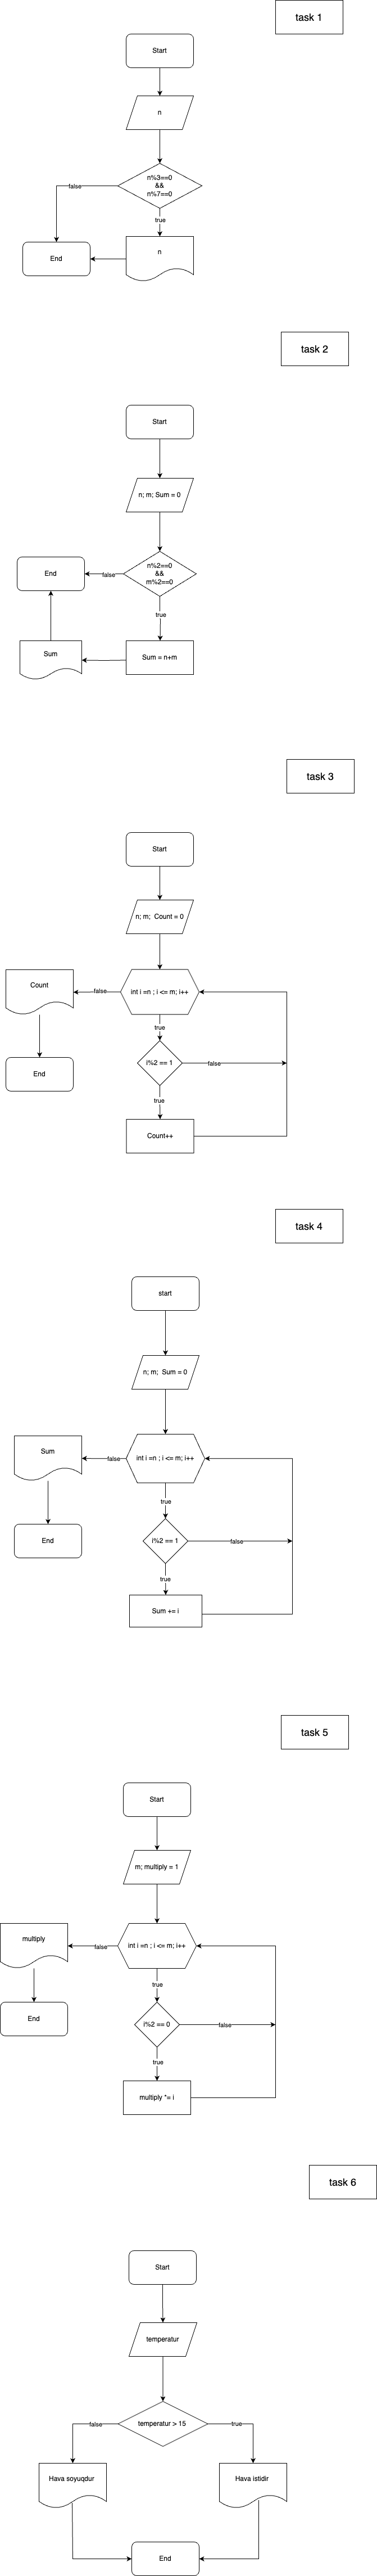 task 1
Start
n
n%3==0
&&
n%7==0
false
true
End
n
task 2
Start
n; m; Sum = 0
n%2==0
&&
m%2==0
false
End
true
Sum
Sum = n+m
task 3
Start
n; m;  Count = 0
Count
false
int i =n ; i <= m; i++
true
End
i%2 == 1
false
true
Count++
task 4
start
n; m;  Sum = 0
Sum
false
int i =n ; i <= m; i++
true
End
i%2 == 1
false
true
Sum += i
task 5
Start
m; multiply = 1
multiply
false
int i =n ; i <= m; i++
true
End
i%2 == 0
false
true
multiply *= i
task 6
Start
temperatur
false
temperatur > 15
true
Hava soyuqdur
Hava istidir
End